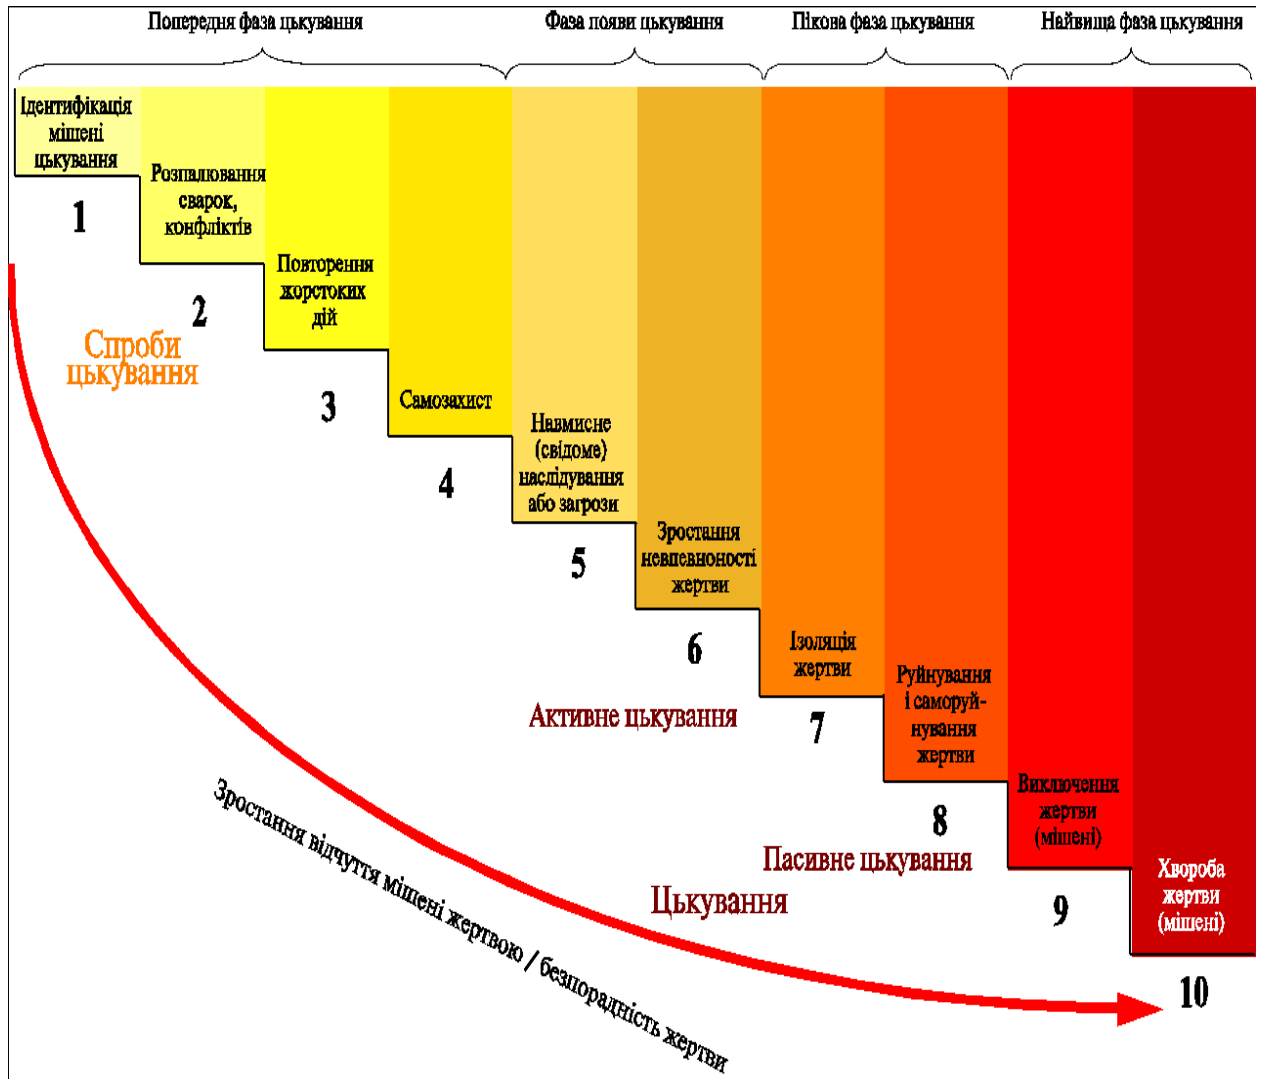 Попередня фаза цькування
Фаза появи цькування
Пікова фаза цькування
Найвища фаза цькування
Ідентифікація
мішені
цькування
1
Розпалювання
сварок,
конфліктів
2
Повторення
жорстоких
дій
3
Самозахист
4
Навмисне
(свідоме)
наслідування
або загрози
5
Зростання
невпевноності
жертви
6
Ізоляція
жертви
7
Руйнування
і саморуй-
нування
жертви
8
Виключення
жертви
(мішені)
9
Хвороба
жертви
(мішені)
10
Спроби
цькування
Активне цькування
Пасивне цькування
Цькування
Зростання відчуття мішені жертвою / безпорадність жертви